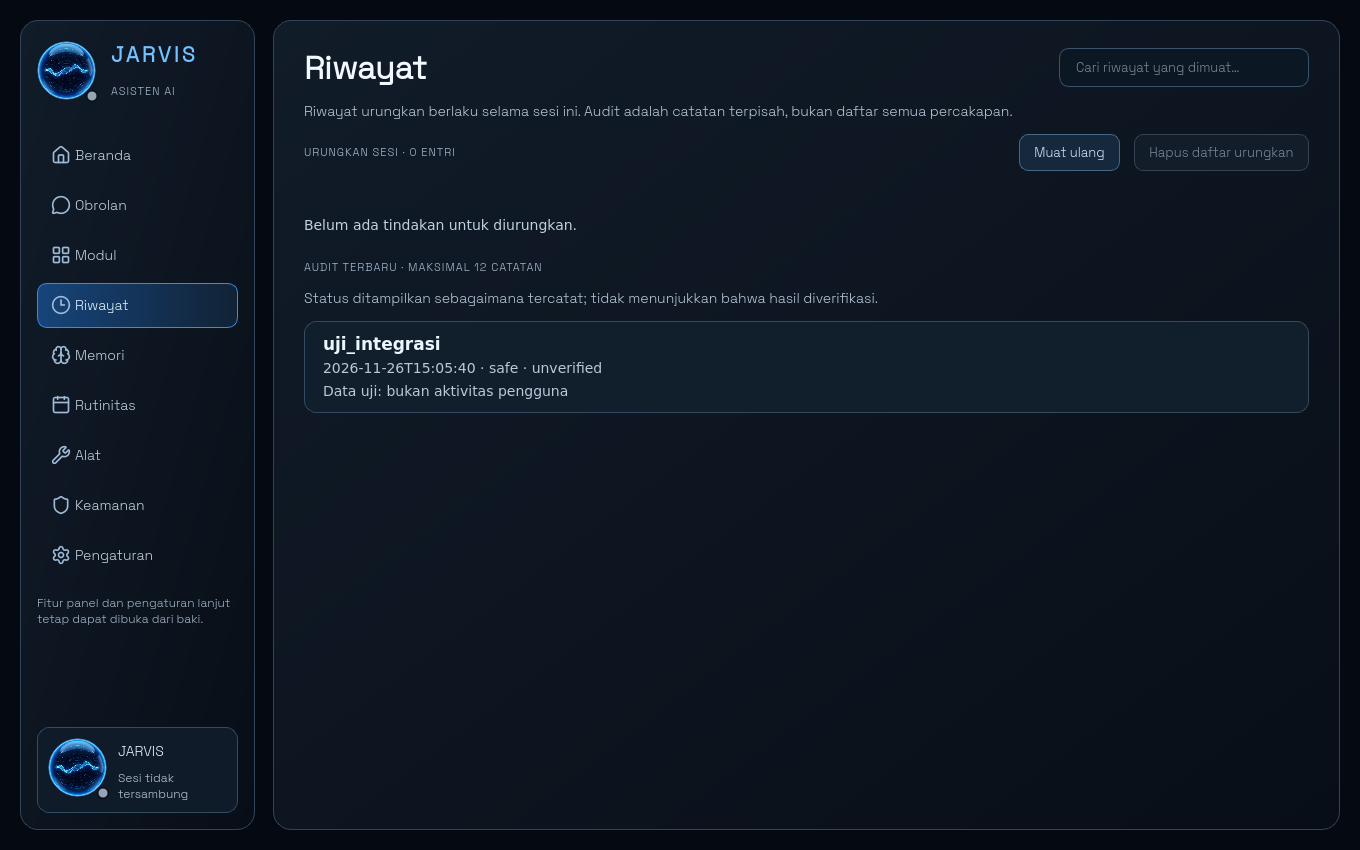 JARVIS
ASISTEN AI
Beranda
Obrolan
Modul
Riwayat
Memori
Rutinitas
Alat
Keamanan
Pengaturan
Fitur panel dan pengaturan lanjut
tetap dapat dibuka dari baki.
JARVIS
Sesi tidak
tersambung
Riwayat
Cari riwayat yang dimuat…
Riwayat urungkan berlaku selama sesi ini. Audit adalah catatan terpisah, bukan daftar semua percakapan.
URUNGKAN SESI · 0 ENTRI
Muat ulang
Hapus daftar urungkan
Belum ada tindakan untuk diurungkan.
AUDIT TERBARU · MAKSIMAL 12 CATATAN
Status ditampilkan sebagaimana tercatat; tidak menunjukkan bahwa hasil diverifikasi.
uji_integrasi
2026-11-26T15:05:40 · safe · unverified
Data uji: bukan aktivitas pengguna